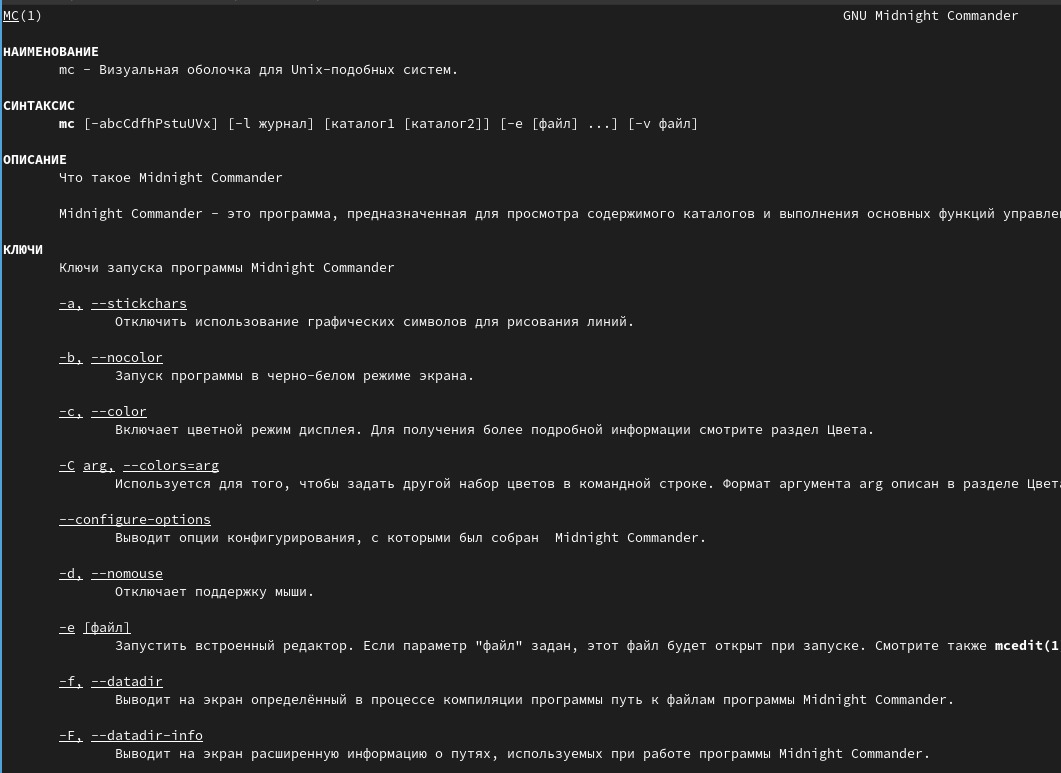 MC(1) GNU Midnight Commander
НАИМЕНОВАНИЕ
mc - Визуальная оболочка для Unix-подобных систем.
СИНТАКСИС
mc [-abcCdfhPstuUVx] [-l журнал] [каталог1 [каталог2]] [-e [файл] ...] [-v файл]
ОПИСАНИЕ
Что такое Midnight Commander
Midnight Commander - это программа, предназначенная для просмотра содержимого каталогов и выполнения основных функций
КЛЮЧИ
Ключи запуска программы Midnight Commander
-a, --stickchars
Отключить использование графических символов для рисования линий.
-b, --nocolor
Запуск программы в черно-белом режиме экрана.
-c, --color
Включает цветной режим дисплея. Для получения более подробной информации смотрите раздел Цвета.
-C arg, --colors=arg
Используется для того, чтобы задать другой набор цветов в командной строке. Формат аргумента arg описан в разделе Цвета
--configure-options
Выводит опции конфигурирования, с которыми был собран  Midnight Commander.
-d, --nomouse
Отключает поддержку мыши.
-e [файл]
Запустить встроенный редактор. Если параметр "файл" задан, этот файл будет открыт при запуске. Смотрите также mcedit(1
-f, --datadir
Выводит на экран определённый в процессе компиляции программы путь к файлам программы Midnight Commander.
-F, --datadir-info
Выводит на экран расширенную информацию о путях, используемых при работе программы Midnight Commander.